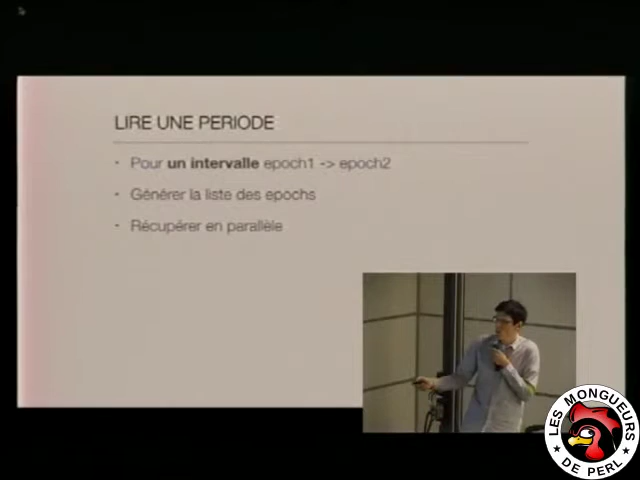 LIRE UNE PERIODE
• Pour un intervalle epoch1 -> epoch2
• Générer la liste des epochs
• Récupérer en parallèle
LES MONGUEURS
★ DE PERL ★